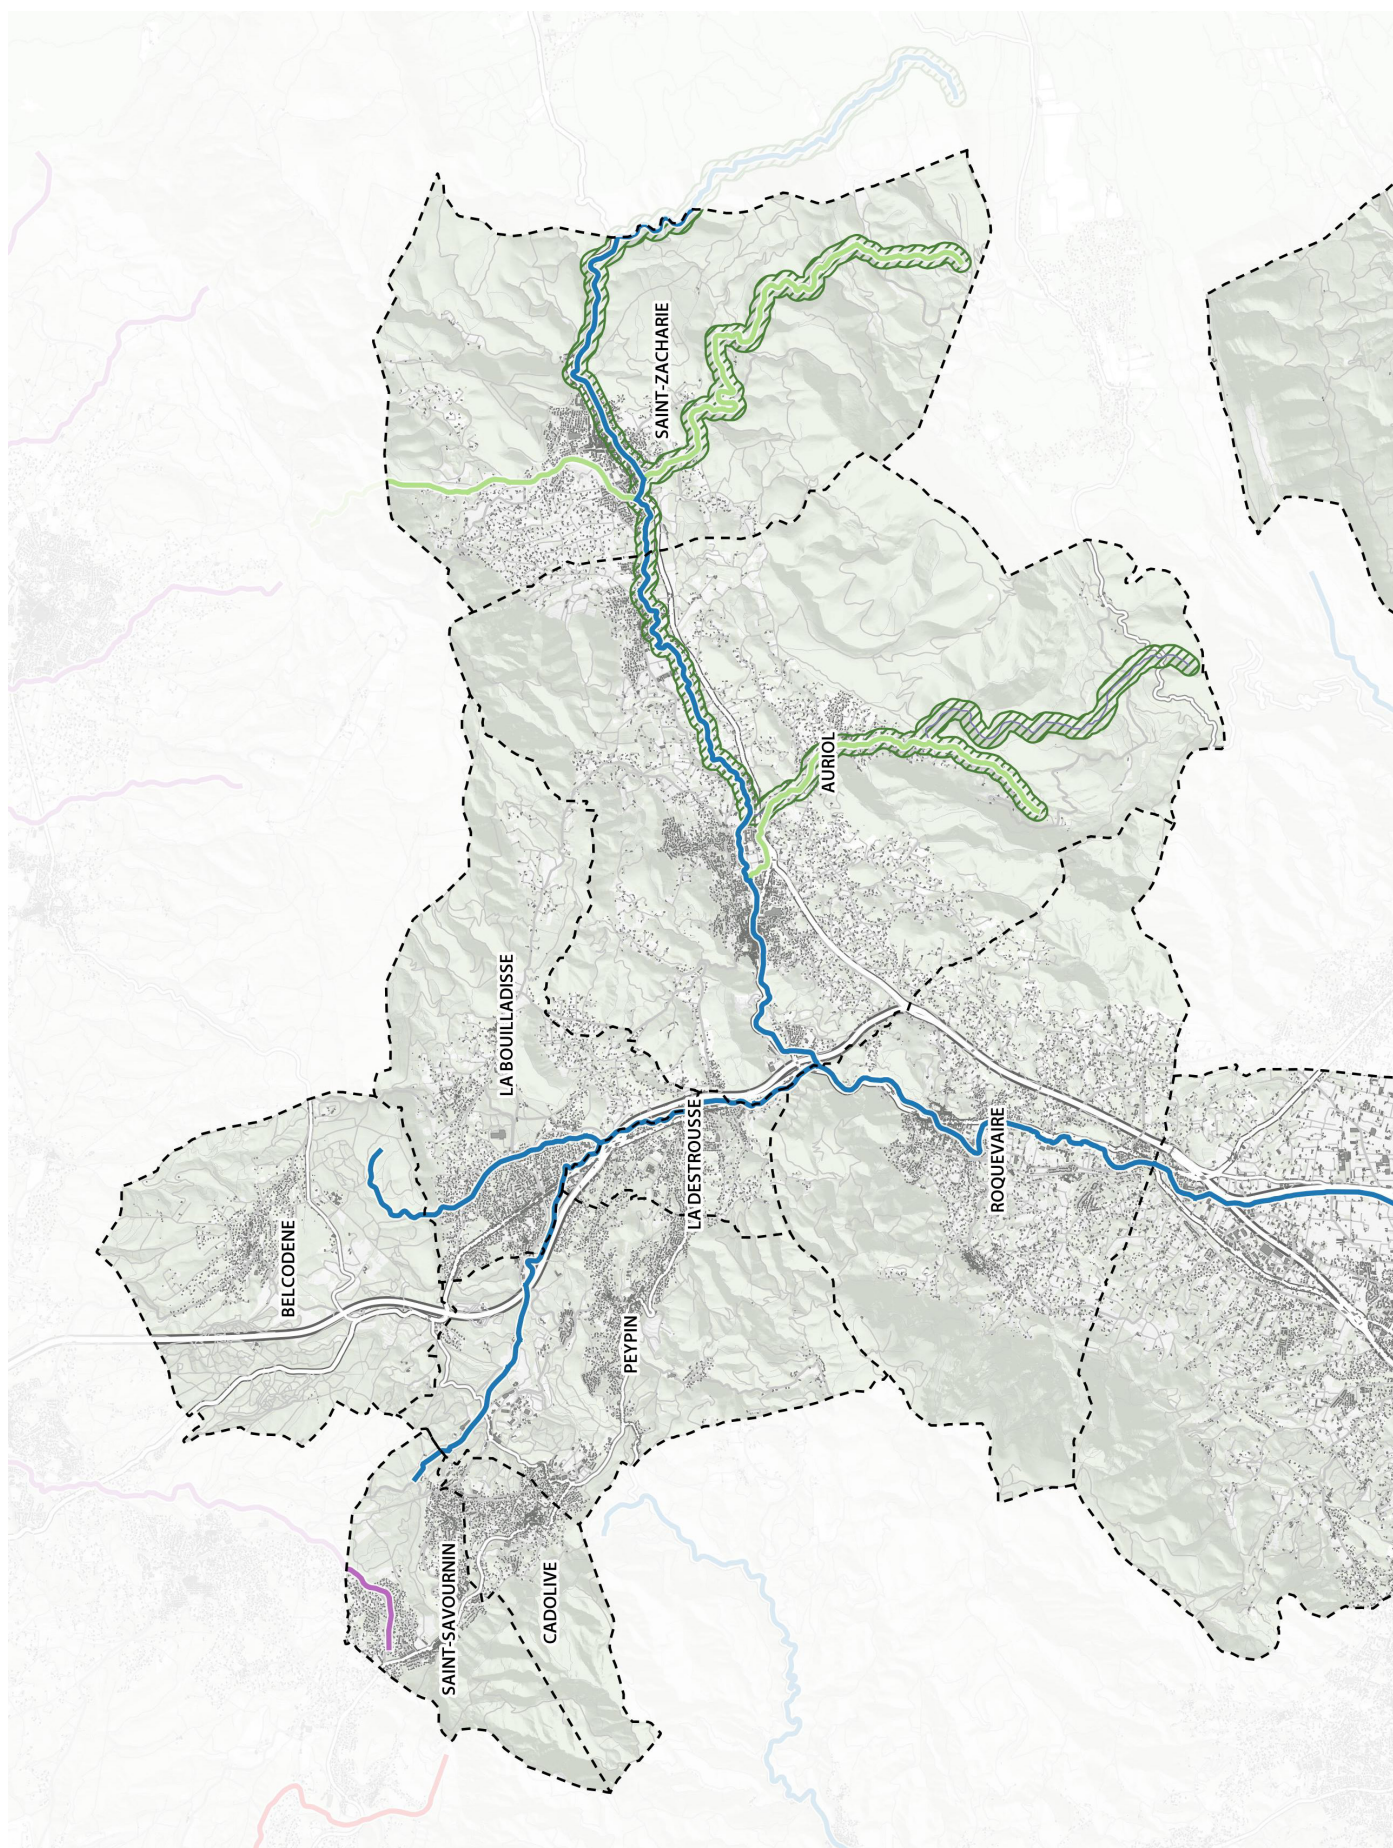 SAINT-ZACHARIE
AURIOL
LA BOUILLADISSE
LA DESTROUSSE
ROQUEVAIRE
BELCODENE
PEYPIN
SAINT-SAVOURNIN
CADOLIVE